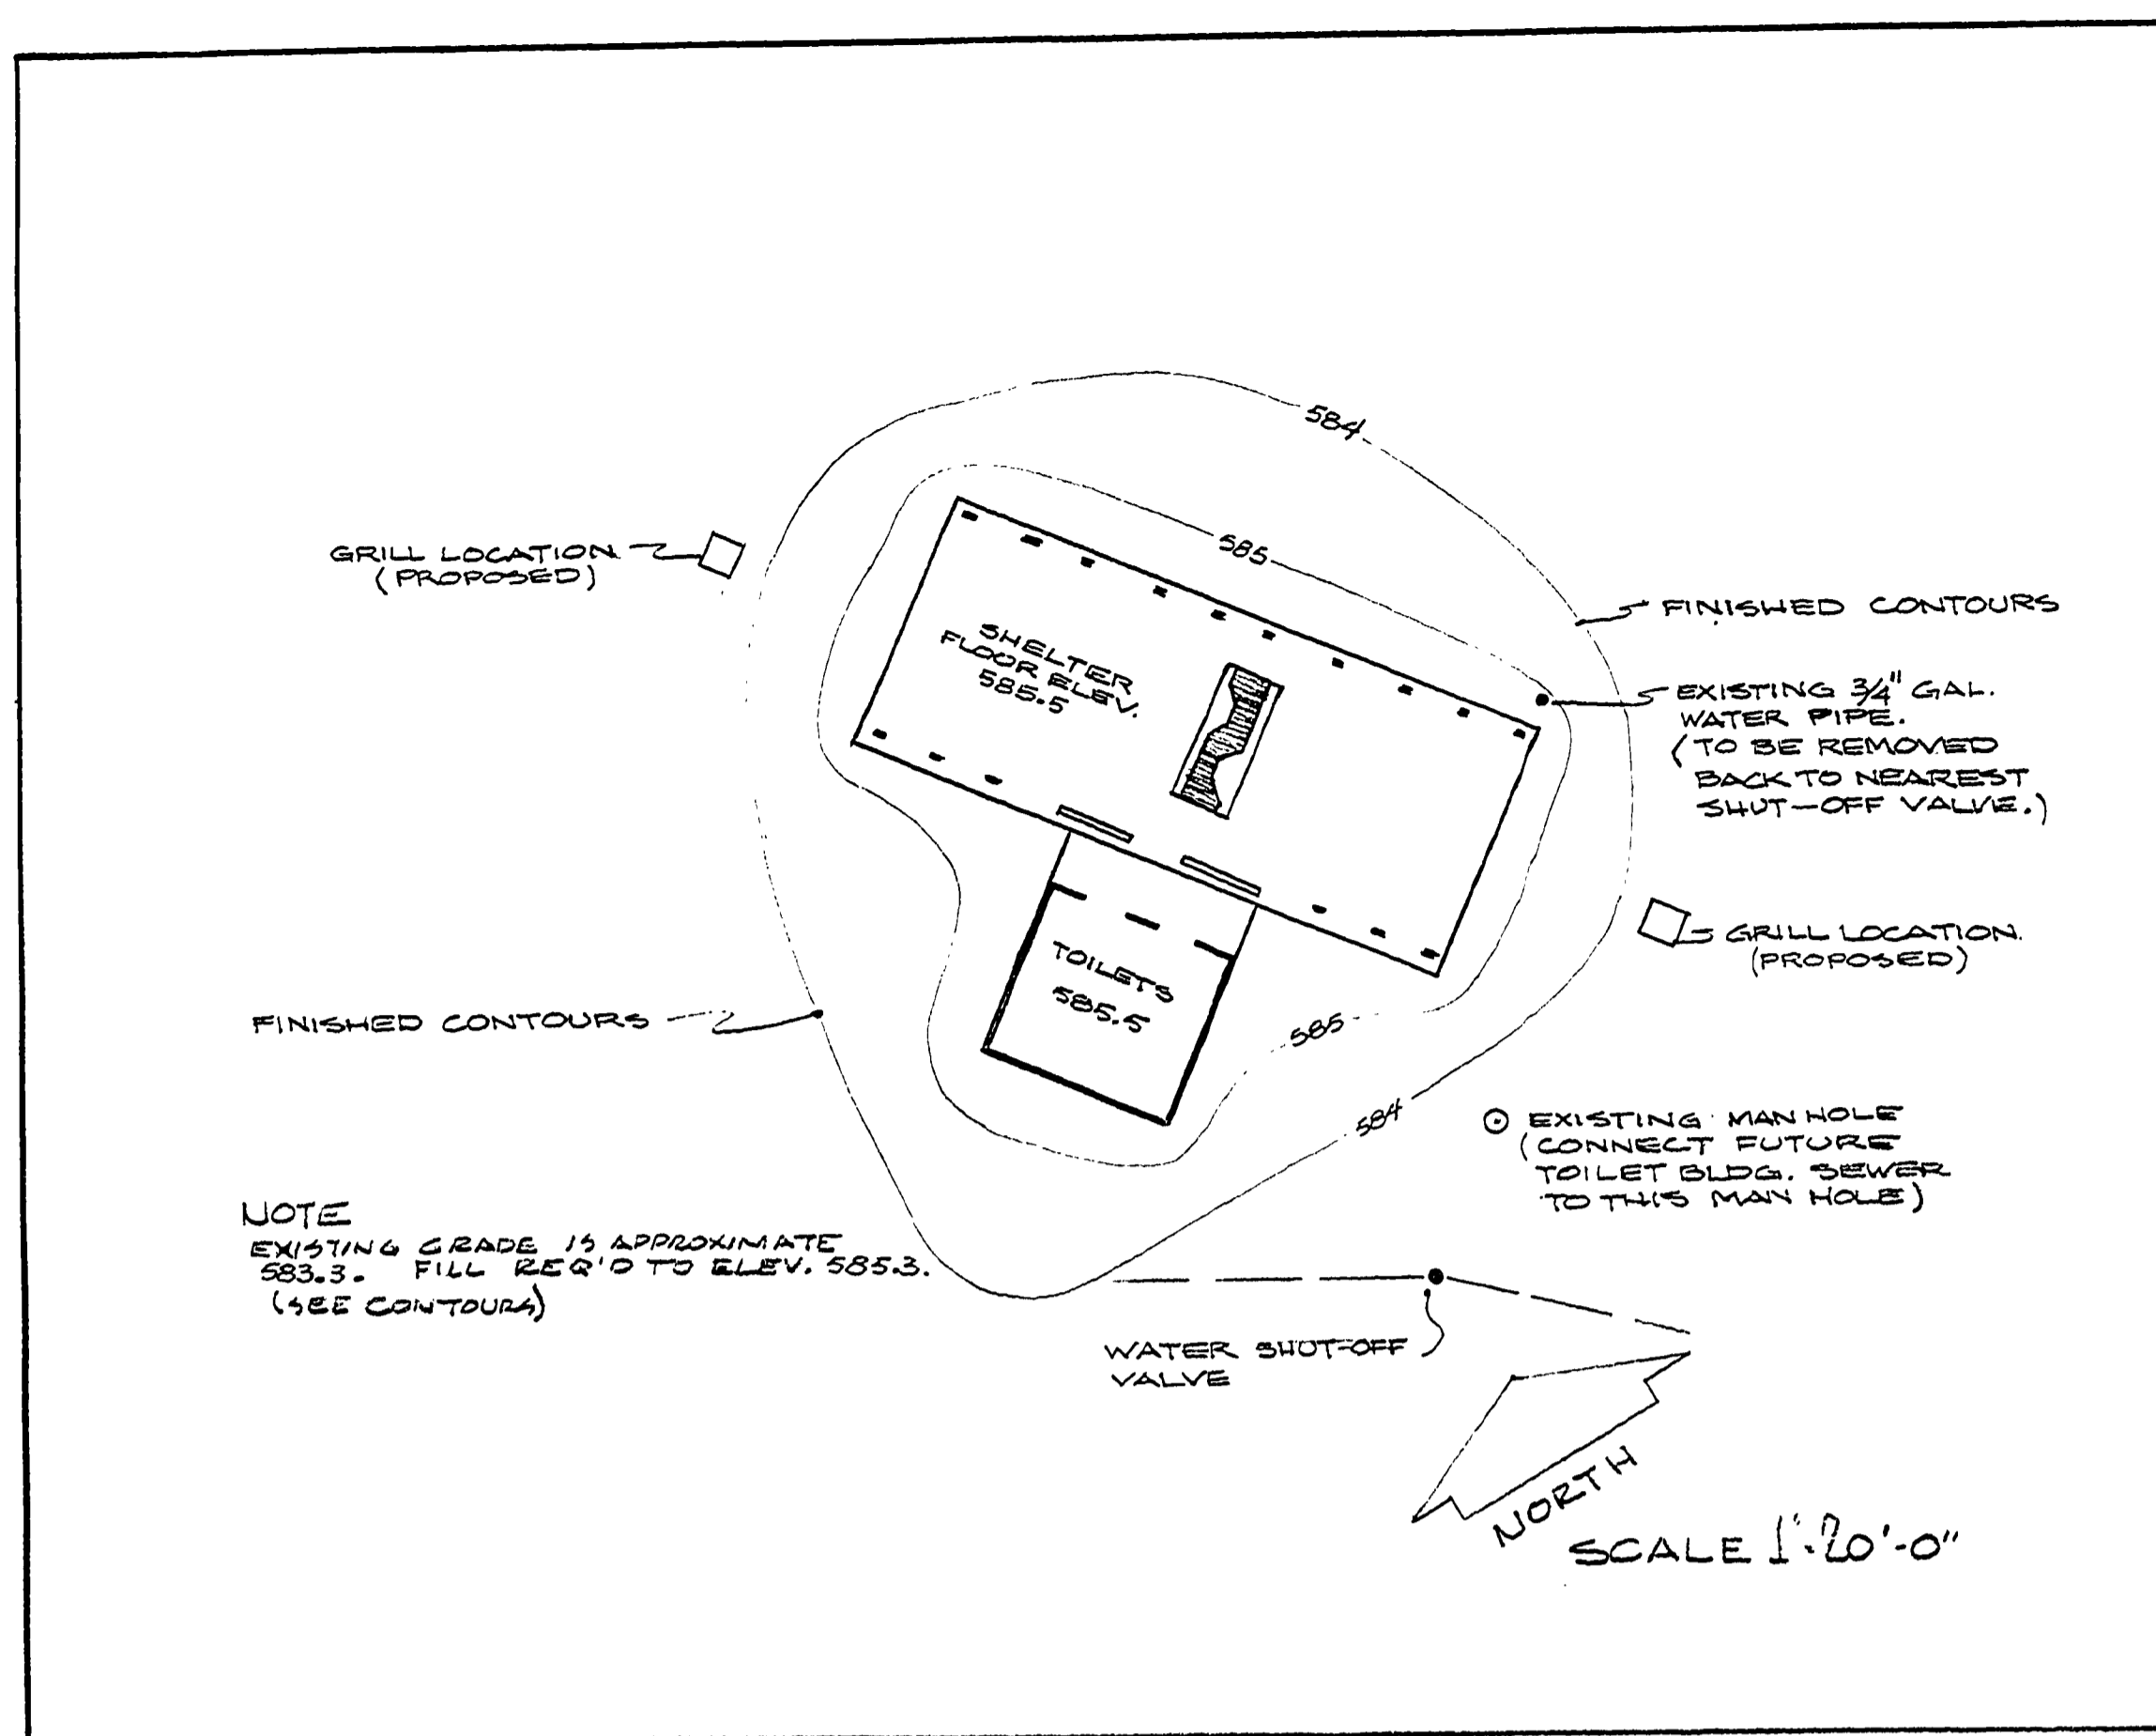 584
585
GRILL LOCATION
(PROPOSED)
SHELTER
FLOOR ELEV.
585.5
FINISHED CONTOURS
EXISTING 3/4" GAL.
WATER PIPE.
(TO BE REMOVED
BACK TO NEAREST
SHUT-OFF VALVE.)
GRILL LOCATION.
(PROPOSED)
TOILETS
585.5
FINISHED CONTOURS
585
584
EXISTING MAN HOLE
(CONNECT FUTURE
TOILET BLDG. SEWER
TO THIS MAN HOLE)
NOTE
EXISTING GRADE IS APPROXIMATE
583.3. FILL REQ'D TO ELEV. 585.3.
(SEE CONTOURS)
WATER SHUT-OFF
VALVE
NORTH
SCALE 1"-20'-0"